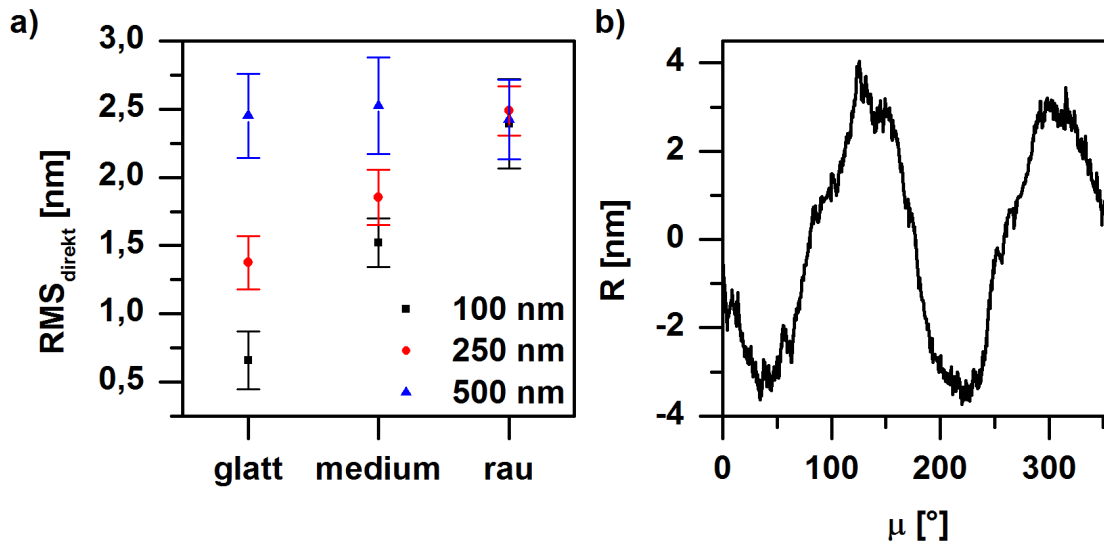 a)
3,0
2,5
2,0
1,5
1,0
0,5
RMS_direkt [nm]
100 nm
250 nm
500 nm
glatt medium rau
b)
4
2
0
-2
-4
R [nm]
0 100 200 300
μ [°]